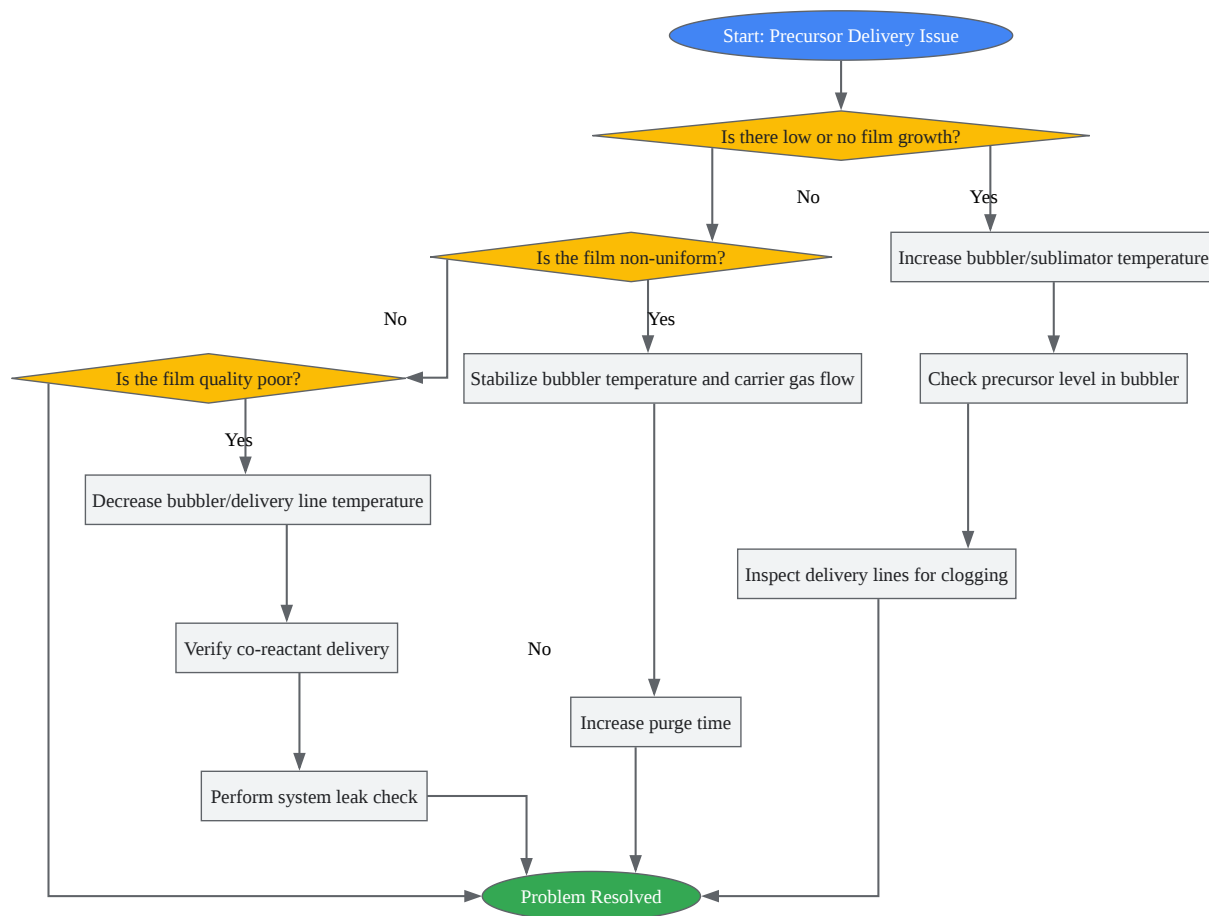 Start: Precursor Delivery Issue
Is there low or no film growth?
No
Yes
Is the film non-uniform?
Increase bubbler/sublimator temperature
No
Yes
Is the film quality poor?
Stabilize bubbler temperature and carrier gas flow
Check precursor level in bubbler
Yes
Decrease bubbler/delivery line temperature
Inspect delivery lines for clogging
Verify co-reactant delivery
No
Increase purge time
Perform system leak check
Problem Resolved